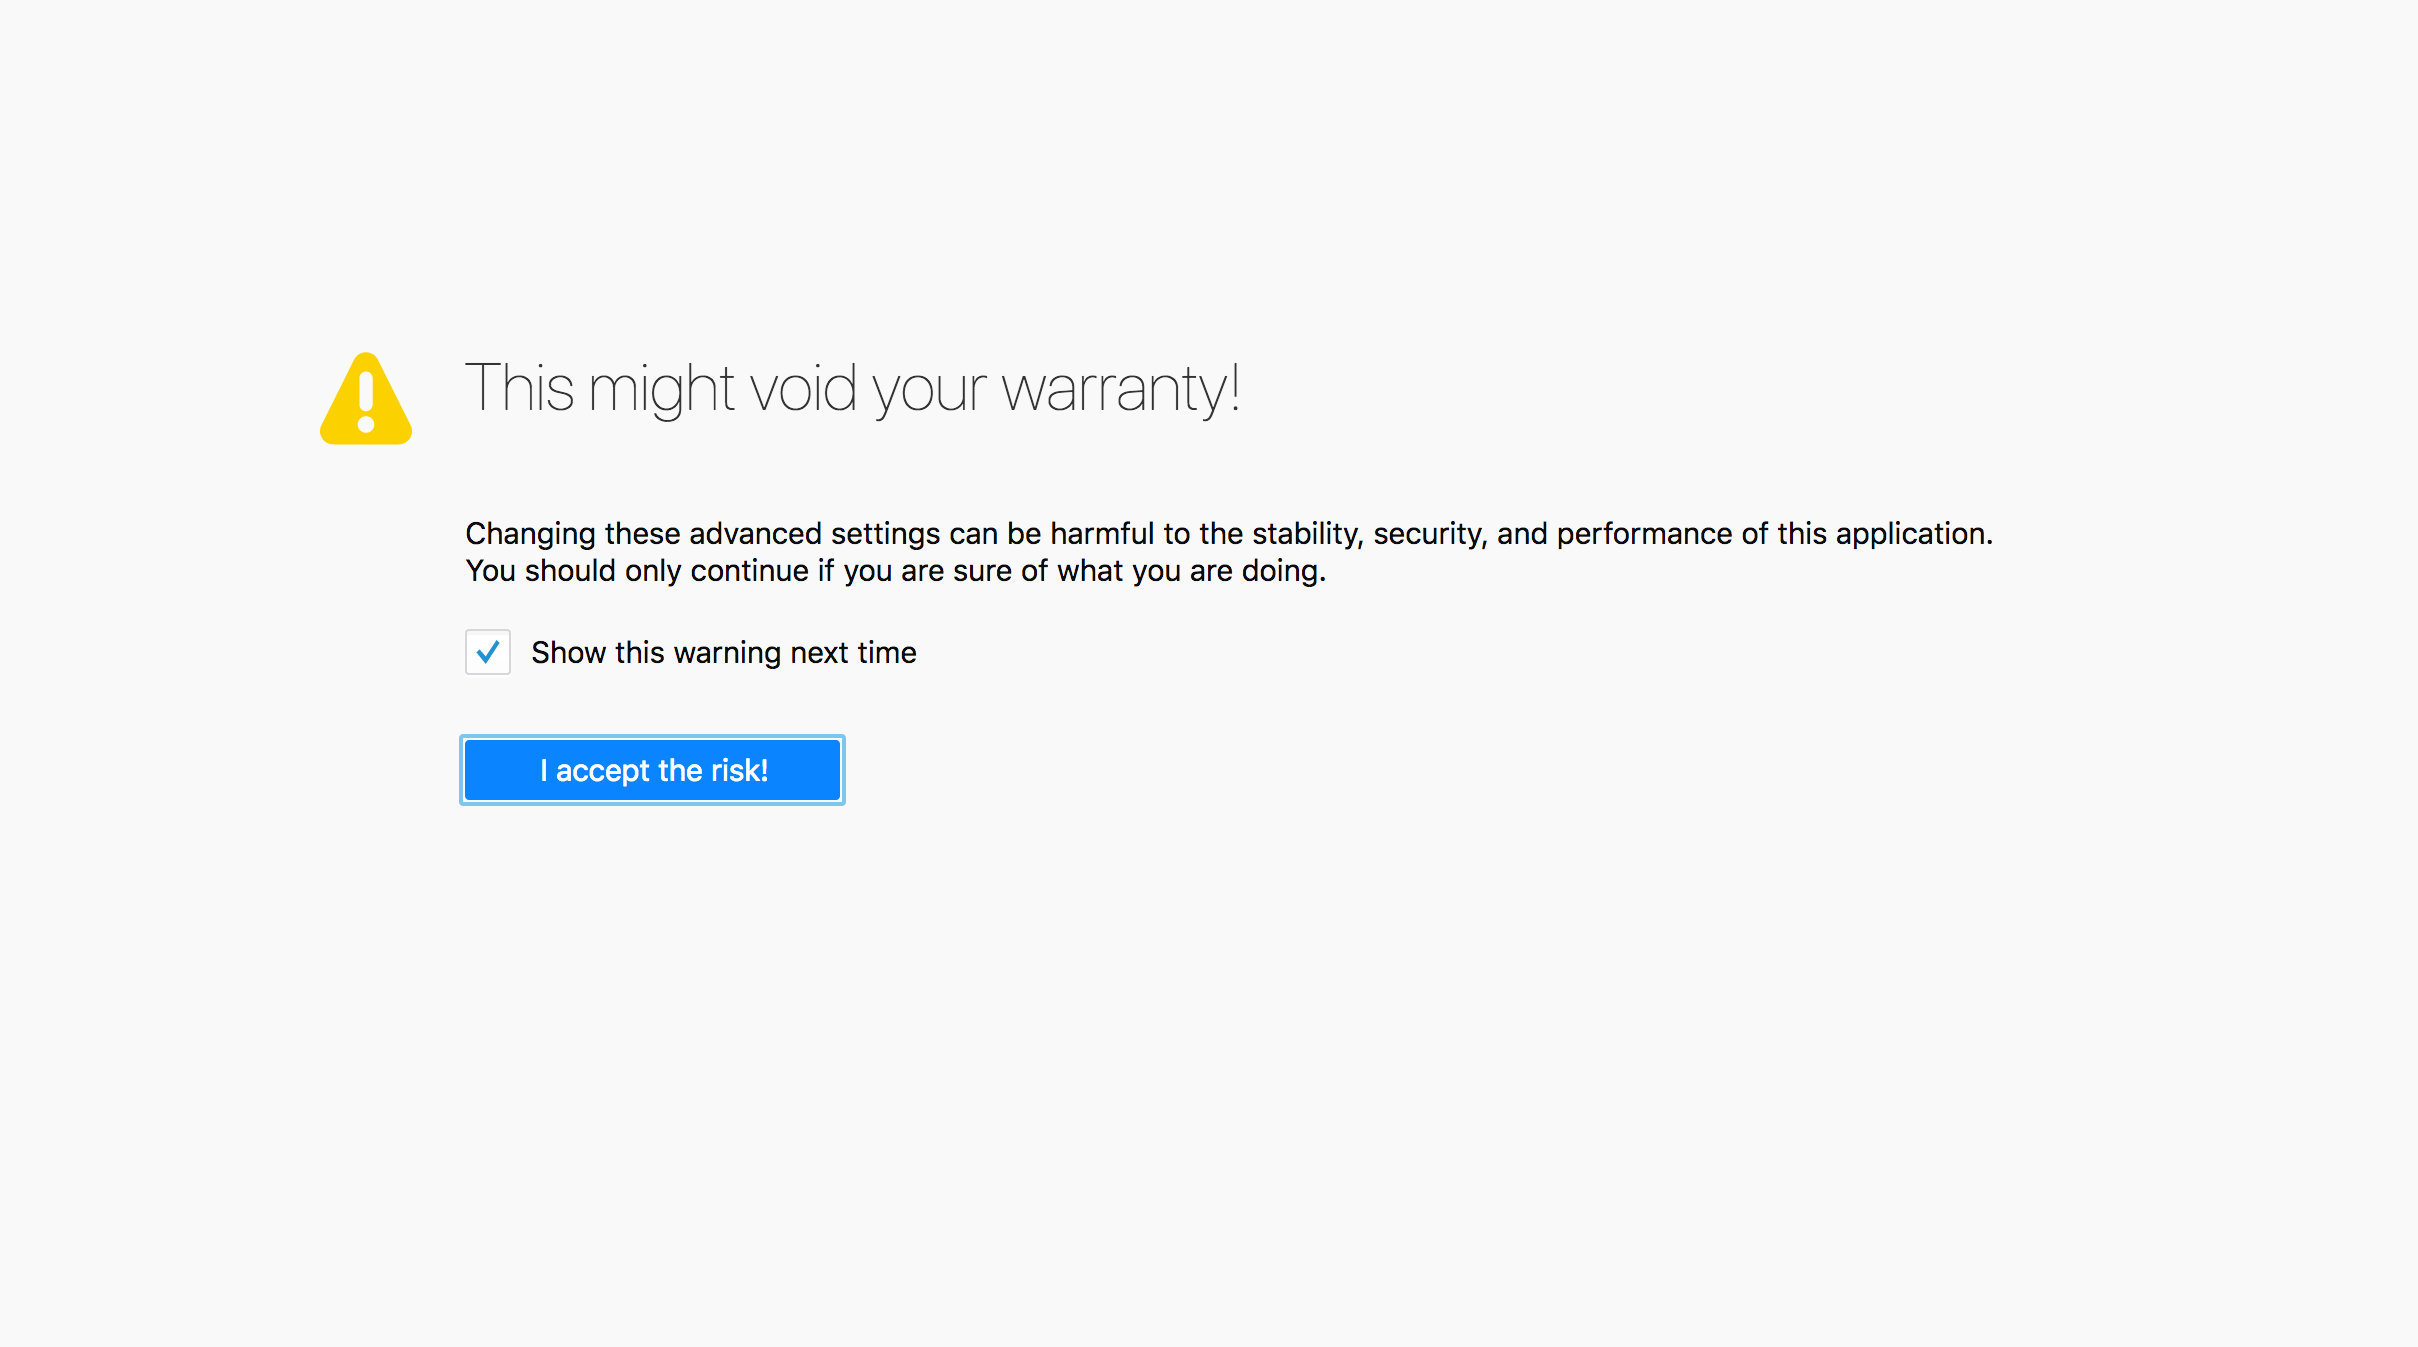 This might void your warranty!
Changing these advanced settings can be harmful to the stability, security, and performance of this application.
You should only continue if you are sure of what you are doing.
Show this warning next time
I accept the risk!